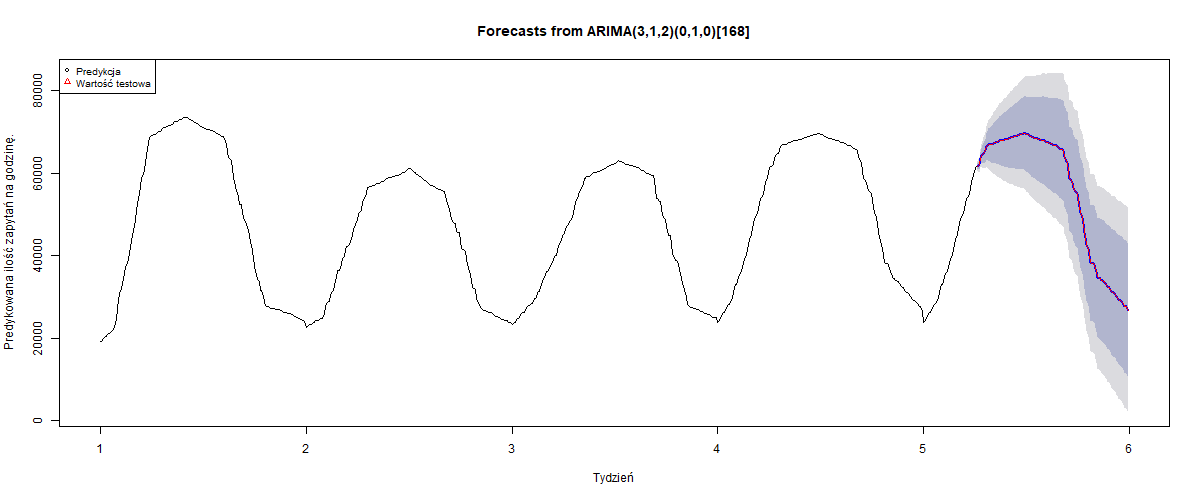 Forecasts from ARIMA(3,1,2)(0,1,0)[168]
Predykcja
Wartość testowa
Predykowana ilość zapytań na godzinę.
80000
60000
40000
20000
0
1 2 3 4 5 6
Tydzień